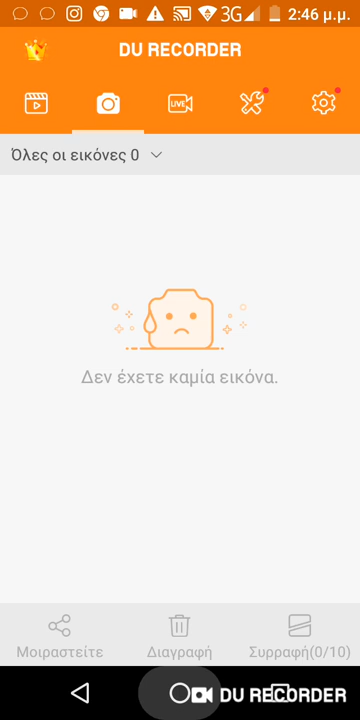 3G 2:46 μ.μ.
DU RECORDER
LIVE
Όλες οι εικόνες 0
Δεν έχετε καμία εικόνα.
Μοιραστείτε Διαγραφή Συρραφή(0/10)
DU RECORDER